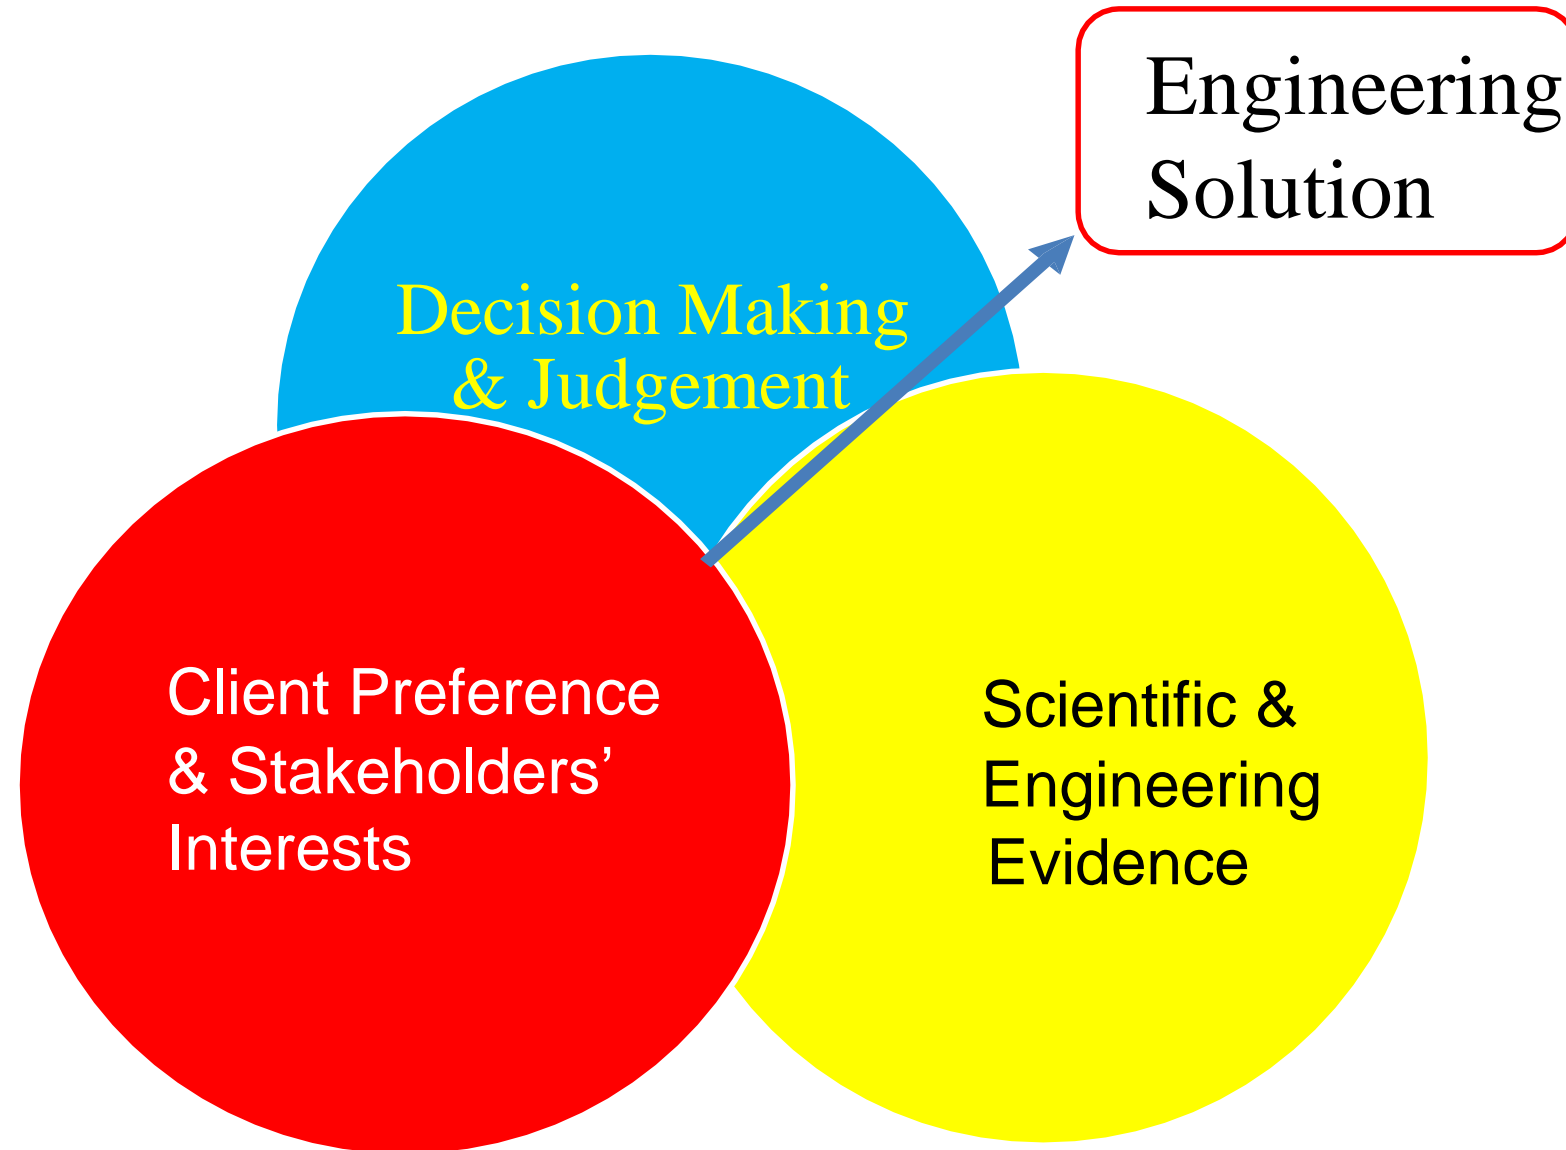 Engineering
Solution
Decision Making
& Judgement
Client Preference
& Stakeholders’
Interests
Scientific &
Engineering
Evidence